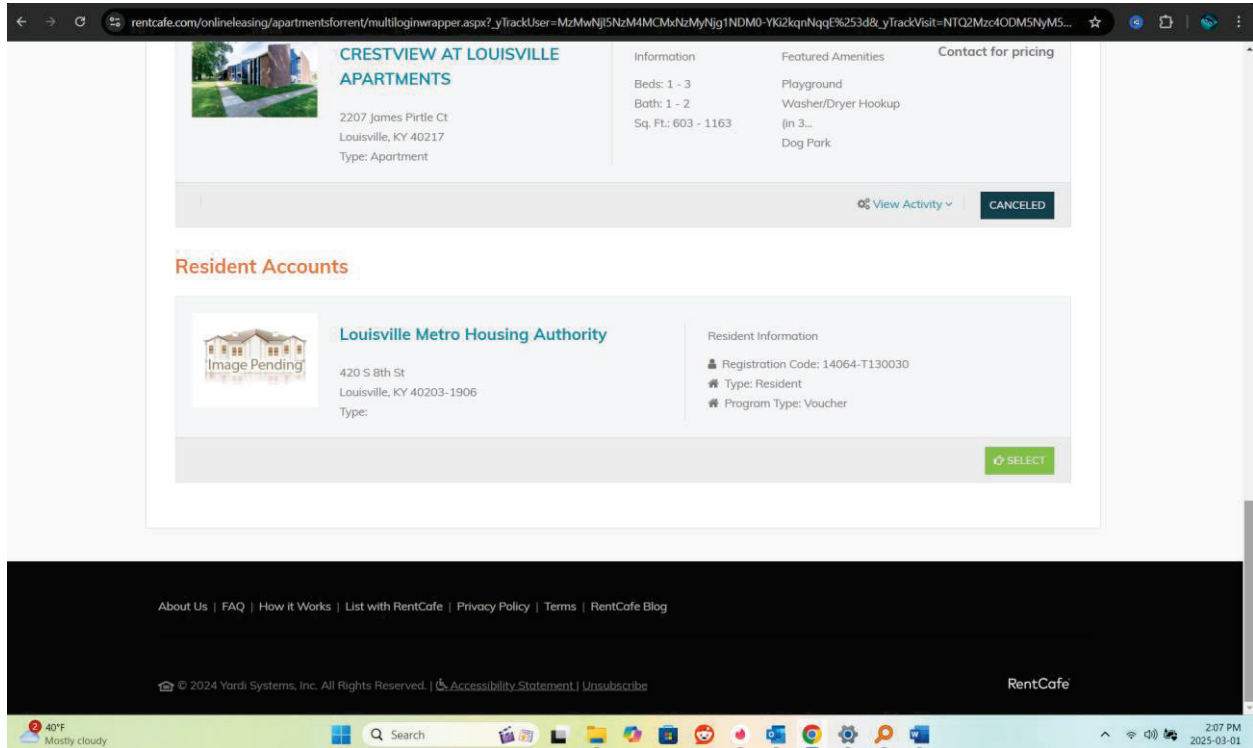 rentcafe.com/onlineleasing/apartmentsforrent/multiloginwrapper.aspx?_yTrackUser=MzMwNjI5NzM4MCMxNzMyNjg1NDM0-YKi2kqnNqqE%253d&_yTrackVisit=NTQ2Mzc4ODM5NyM5...
CRESTVIEW AT LOUISVILLE
APARTMENTS
2207 James Pirtle Ct
Louisville, KY 40217
Type: Apartment
Information
Beds: 1 - 3
Bath: 1 - 2
Sq. Ft.: 603 - 1163
Featured Amenities
Playground
Washer/Dryer Hookup
(in 3...
Dog Park
Contact for pricing
View Activity
CANCELED
Resident Accounts
Image Pending
Louisville Metro Housing Authority
420 S 8th St
Louisville, KY 40203-1906
Type:
Resident Information
Registration Code: 14064-T130030
Type: Resident
Program Type: Voucher
SELECT
About Us | FAQ | How it Works | List with RentCafe | Privacy Policy | Terms | RentCafe Blog
© 2024 Yardi Systems, Inc. All Rights Reserved. | Accessibility Statement | Unsubscribe
RentCafe
2
40°F
Mostly cloudy
Search
2:07 PM
2025-03-01